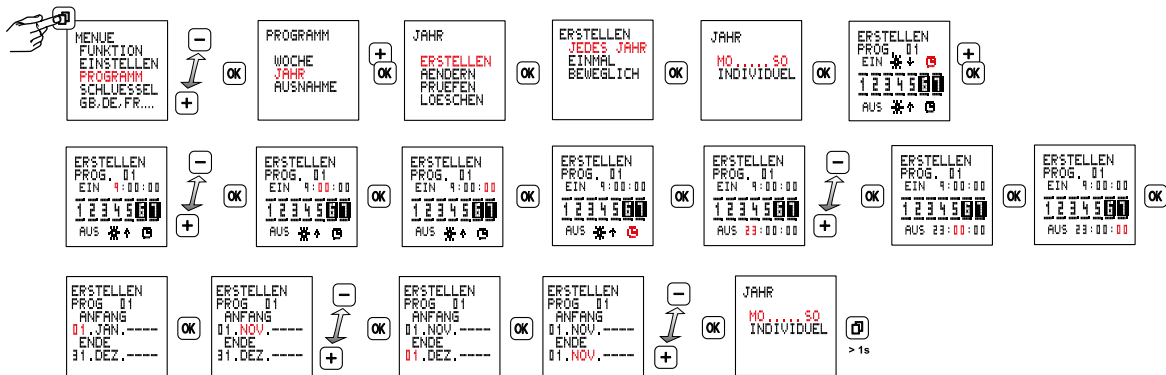 MENUE
FUNKTION
EINSTELLEN
PROGRAMM
SCHLUESSEL
GB,DE,FR....
−
+
OK
PROGRAMM
WOCHE
JAHR
AUSNAHME
+
OK
JAHR
ERSTELLEN
AENDERN
PRUEFEN
LOESCHEN
OK
ERSTELLEN
JEDES JAHR
EINMAL
BEWEGLICH
OK
JAHR
MO.....SO
INDIVIDUEL
OK
ERSTELLEN
PROG. 01
EIN
1 2 3 4 5 6 7
AUS
+
OK
ERSTELLEN
PROG. 01
EIN 9:00:00
1 2 3 4 5 6 7
AUS
−
+
OK
ERSTELLEN
PROG. 01
EIN 9:00:00
1 2 3 4 5 6 7
AUS
OK
ERSTELLEN
PROG. 01
EIN 9:00:00
1 2 3 4 5 6 7
AUS
OK
ERSTELLEN
PROG. 01
EIN 9:00:00
1 2 3 4 5 6 7
AUS
OK
ERSTELLEN
PROG. 01
EIN 9:00:00
1 2 3 4 5 6 7
AUS 23:00:00
−
+
OK
ERSTELLEN
PROG. 01
EIN 9:00:00
1 2 3 4 5 6 7
AUS 23:00:00
OK
ERSTELLEN
PROG. 01
EIN 9:00:00
1 2 3 4 5 6 7
AUS 23:00:00
OK
ERSTELLEN
PROG 01
ANFANG
01.JAN.----
ENDE
31.DEZ.----
OK
ERSTELLEN
PROG 01
ANFANG
01.NOV.----
ENDE
31.DEZ.----
−
+
OK
ERSTELLEN
PROG 01
ANFANG
01.NOV.----
ENDE
01.DEZ.----
OK
ERSTELLEN
PROG 01
ANFANG
01.NOV.----
ENDE
01.NOV.----
−
+
OK
JAHR
MO.....SO
INDIVIDUEL
> 1s